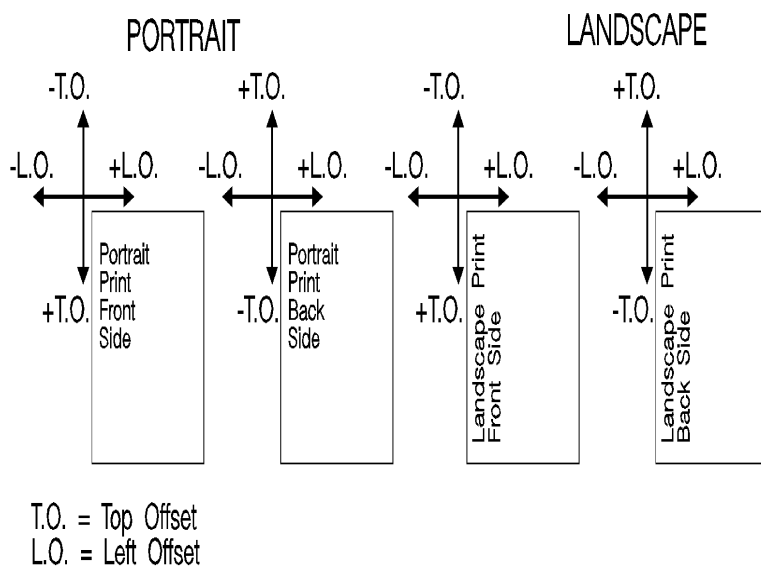 PORTRAIT
LANDSCAPE
-T.O.
+T.O.
-T.O.
+T.O.
-L.O.
+L.O.
-L.O.
+L.O.
-L.O.
+L.O.
-L.O.
+L.O.
+T.O.
-T.O.
+T.O.
-T.O.
Portrait
Print
Front
Side
Portrait
Print
Back
Side
Landscape Print
Front Side
Landscape Print
Back Side
T.O. = Top Offset
L.O. = Left Offset